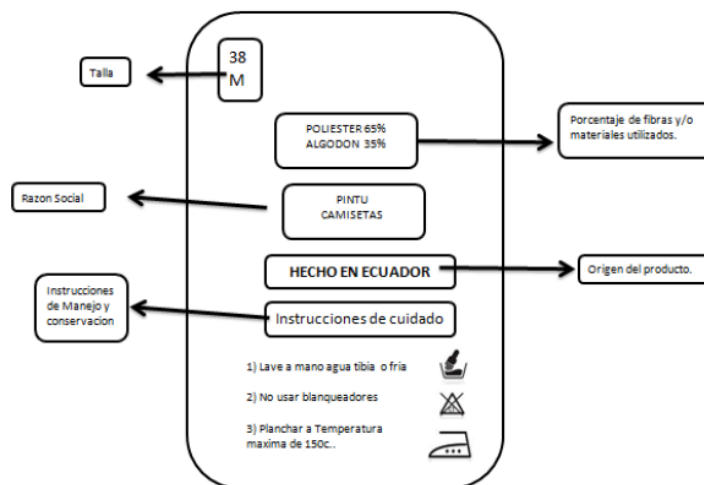 38
M
Talla
POLIESTER 65%
ALGODON 35%
Porcentaje de fibras y/o
materiales utilizados.
Razon Social
PINTU
CAMISETAS
HECHO EN ECUADOR
Origen del producto.
Instrucciones
de Manejo y
conservacion
Instrucciones de cuidado
1) Lave a mano agua tibia o fria
2) No usar blanqueadores
3) Planchar a Temperatura
maxima de 150c..